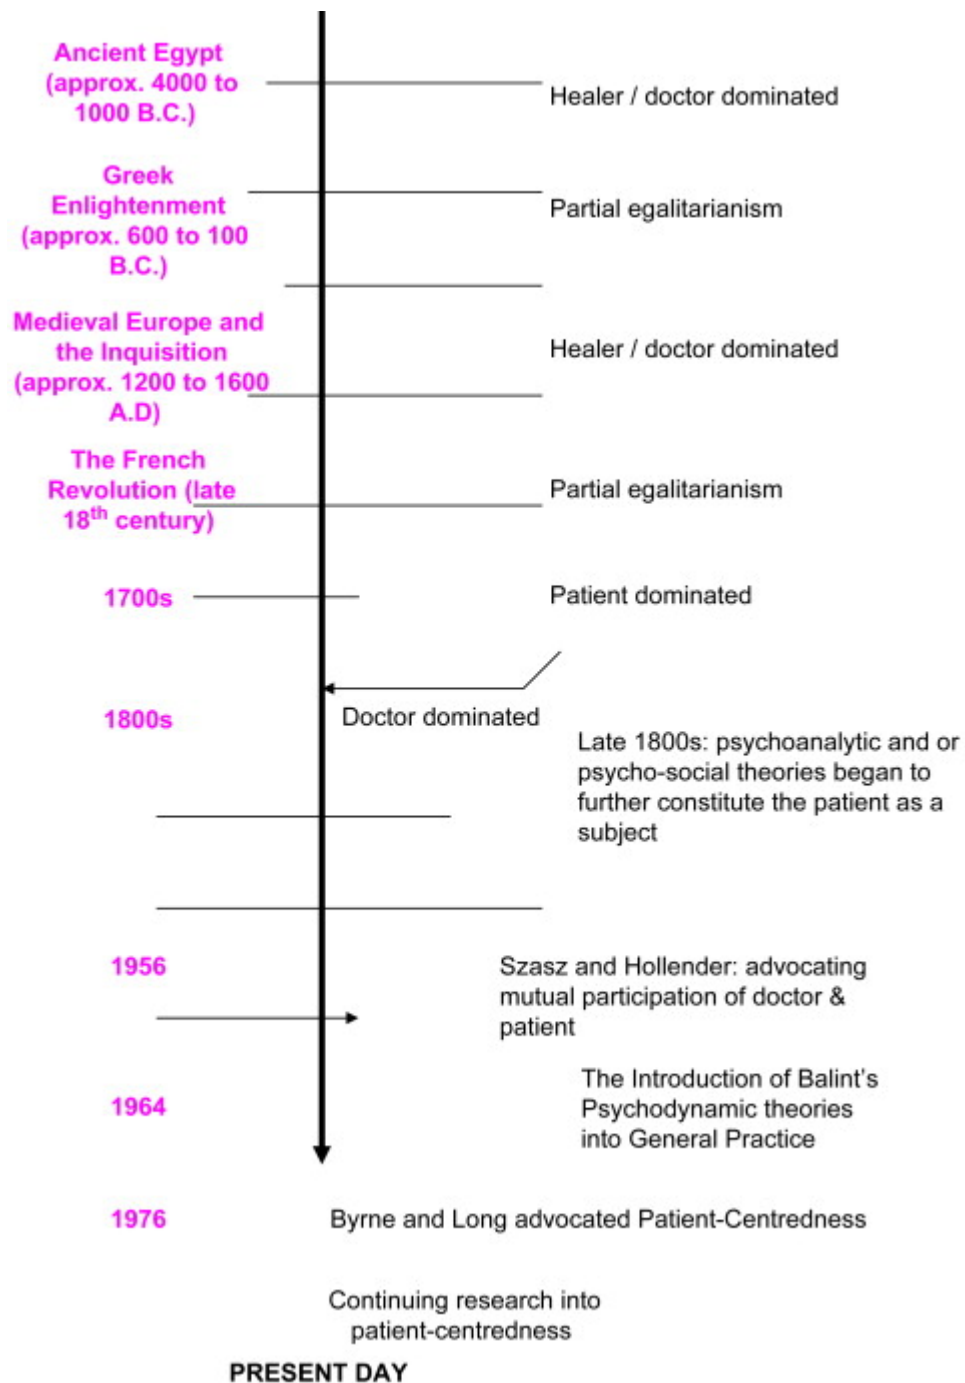 Ancient Egypt
(approx. 4000 to
1000 B.C.)
Healer / doctor dominated
Greek
Enlightenment
(approx. 600 to 100
B.C.)
Partial egalitarianism
Medieval Europe and
the Inquisition
(approx. 1200 to 1600
A.D)
Healer / doctor dominated
The French
Revolution (late
18th century)
Partial egalitarianism
1700s
Patient dominated
1800s
Doctor dominated
Late 1800s: psychoanalytic and or
psycho-social theories began to
further constitute the patient as a
subject
1956
Szasz and Hollender: advocating
mutual participation of doctor &
patient
1964
The Introduction of Balint's
Psychodynamic theories
into General Practice
1976
Byrne and Long advocated Patient-Centredness
Continuing research into
patient-centredness
PRESENT DAY